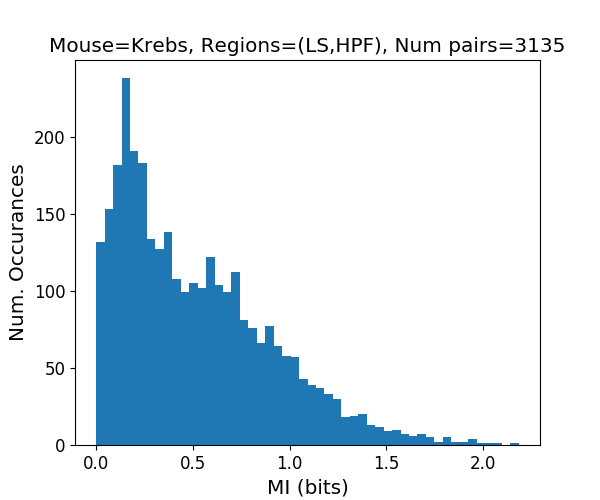 Mouse=Krebs, Regions=(LS,HPF), Num pairs=3135
Num. Occurances
200
150
100
50
0
0.0 0.5 1.0 1.5 2.0
MI (bits)